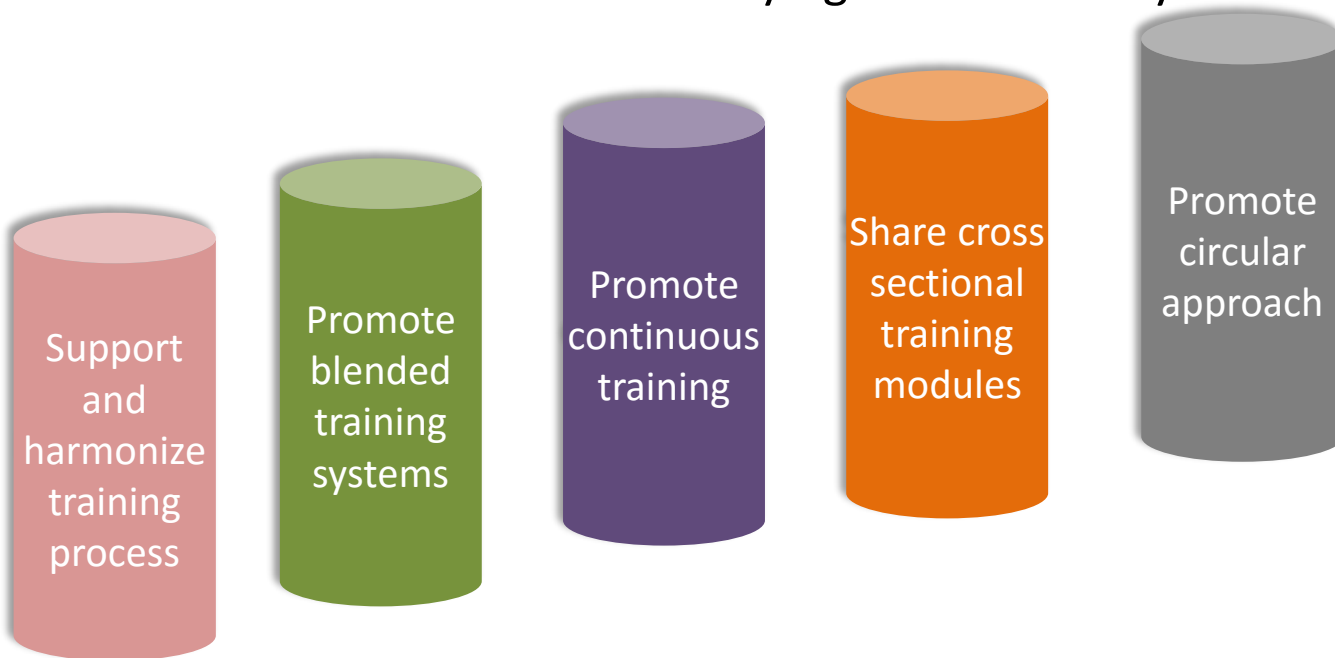 Support
and
harmonize
training
process
Promote
blended
training
systems
Promote
continuous
training
Share cross
sectional
training
modules
Promote
circular
approach